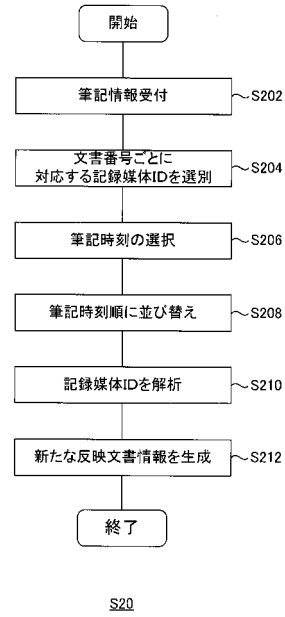 開始
筆記情報受付
S202
文書番号ごとに
対応する記録媒体IDを選別
S204
筆記時刻の選択
S206
筆記時刻順に並び替え
S208
記録媒体IDを解析
S210
新たな反映文書情報を生成
S212
終了
S20